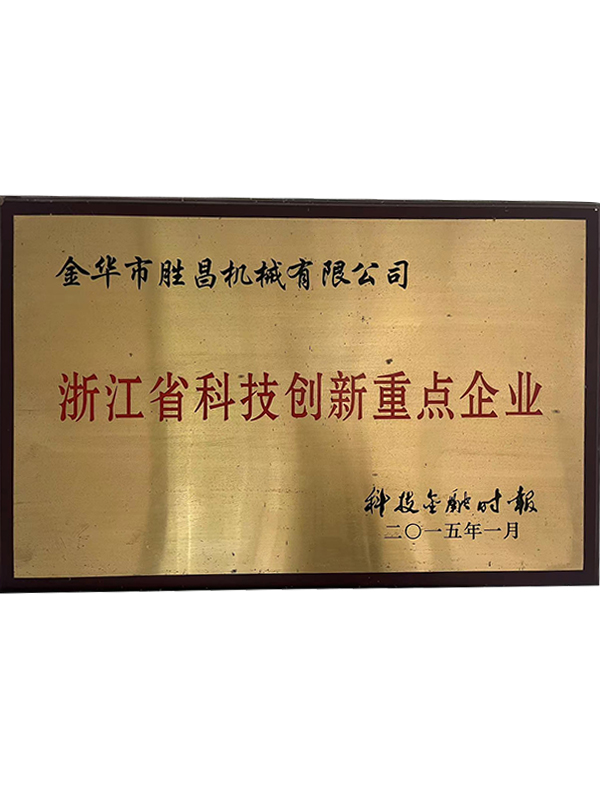 金华市胜昌机械有限公司
浙江省科技创新重点企业
科技金融时报
二〇一五年一月